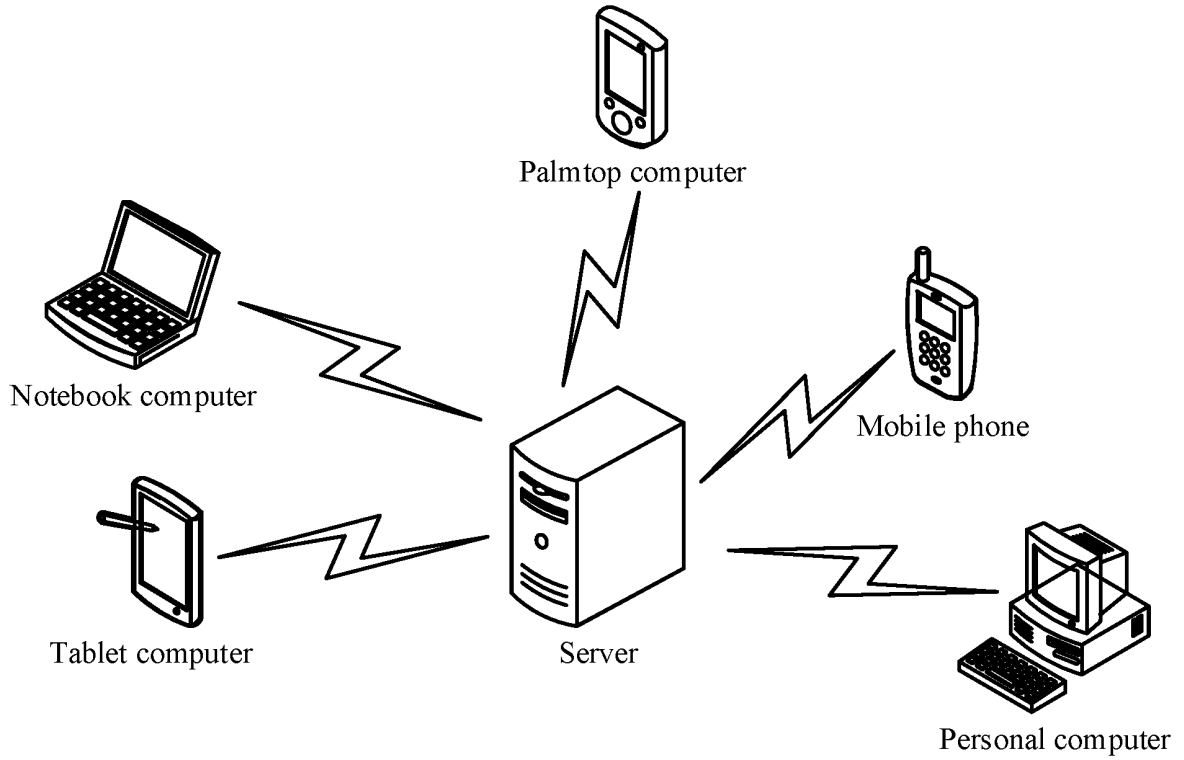 Palmtop computer
Notebook computer
Mobile phone
Tablet computer
Server
Personal computer